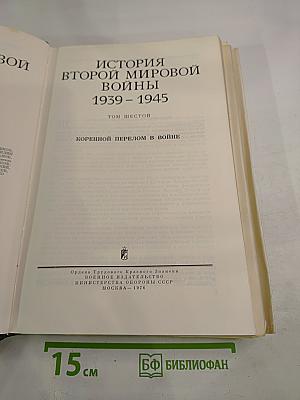 ВОЙ
ИСТОРИЯ
ВТОРОЙ МИРОВОЙ
ВОЙНЫ
1939 – 1945
ТОМ ШЕСТОЙ
КОРЕННОЙ ПЕРЕЛОМ В ВОЙНЕ
Ордена Трудового Красного Знамени
ВОЕННОЕ ИЗДАТЕЛЬСТВО
МИНИСТЕРСТВА ОБОРОНЫ СССР
МОСКВА — 1976
15 см
БФ БИБЛИОФАН